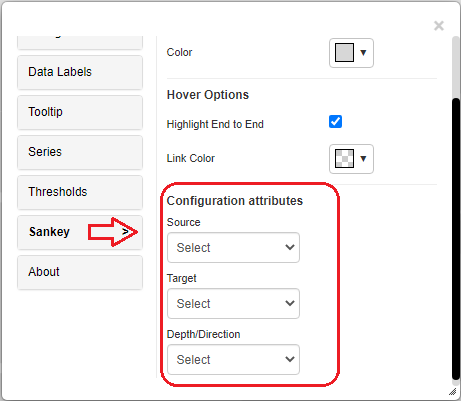 Data Labels
Tooltip
Series
Thresholds
Sankey >
About
Color
Hover Options
Highlight End to End
Link Color
Configuration attributes
Source
Select
Target
Select
Depth/Direction
Select